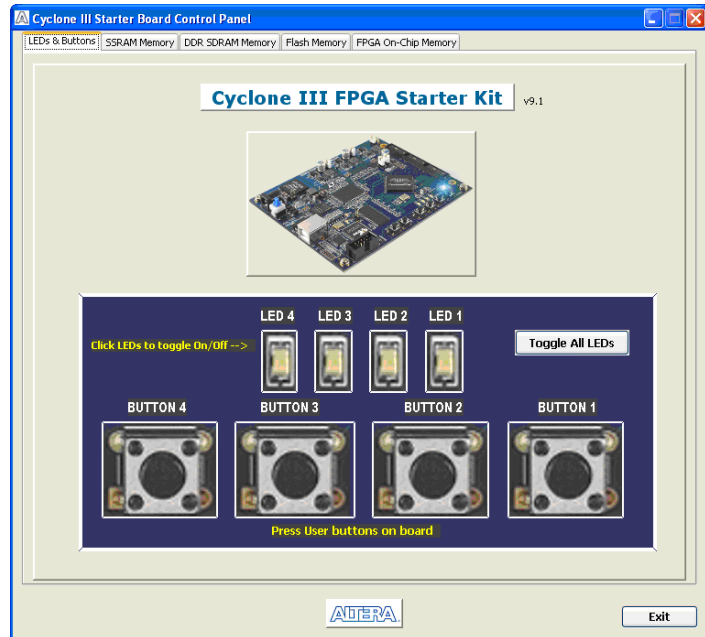 Cyclone III Starter Board Control Panel
LEDs & Buttons SSRAM Memory DDR SDRAM Memory Flash Memory FPGA On-Chip Memory
Cyclone III FPGA Starter Kit v9.1
LED 4 LED 3 LED 2 LED 1
Click LEDs to toggle On/Off --> Toggle All LEDs
BUTTON 4 BUTTON 3 BUTTON 2 BUTTON 1
Press User buttons on board
ALTERA.
Exit